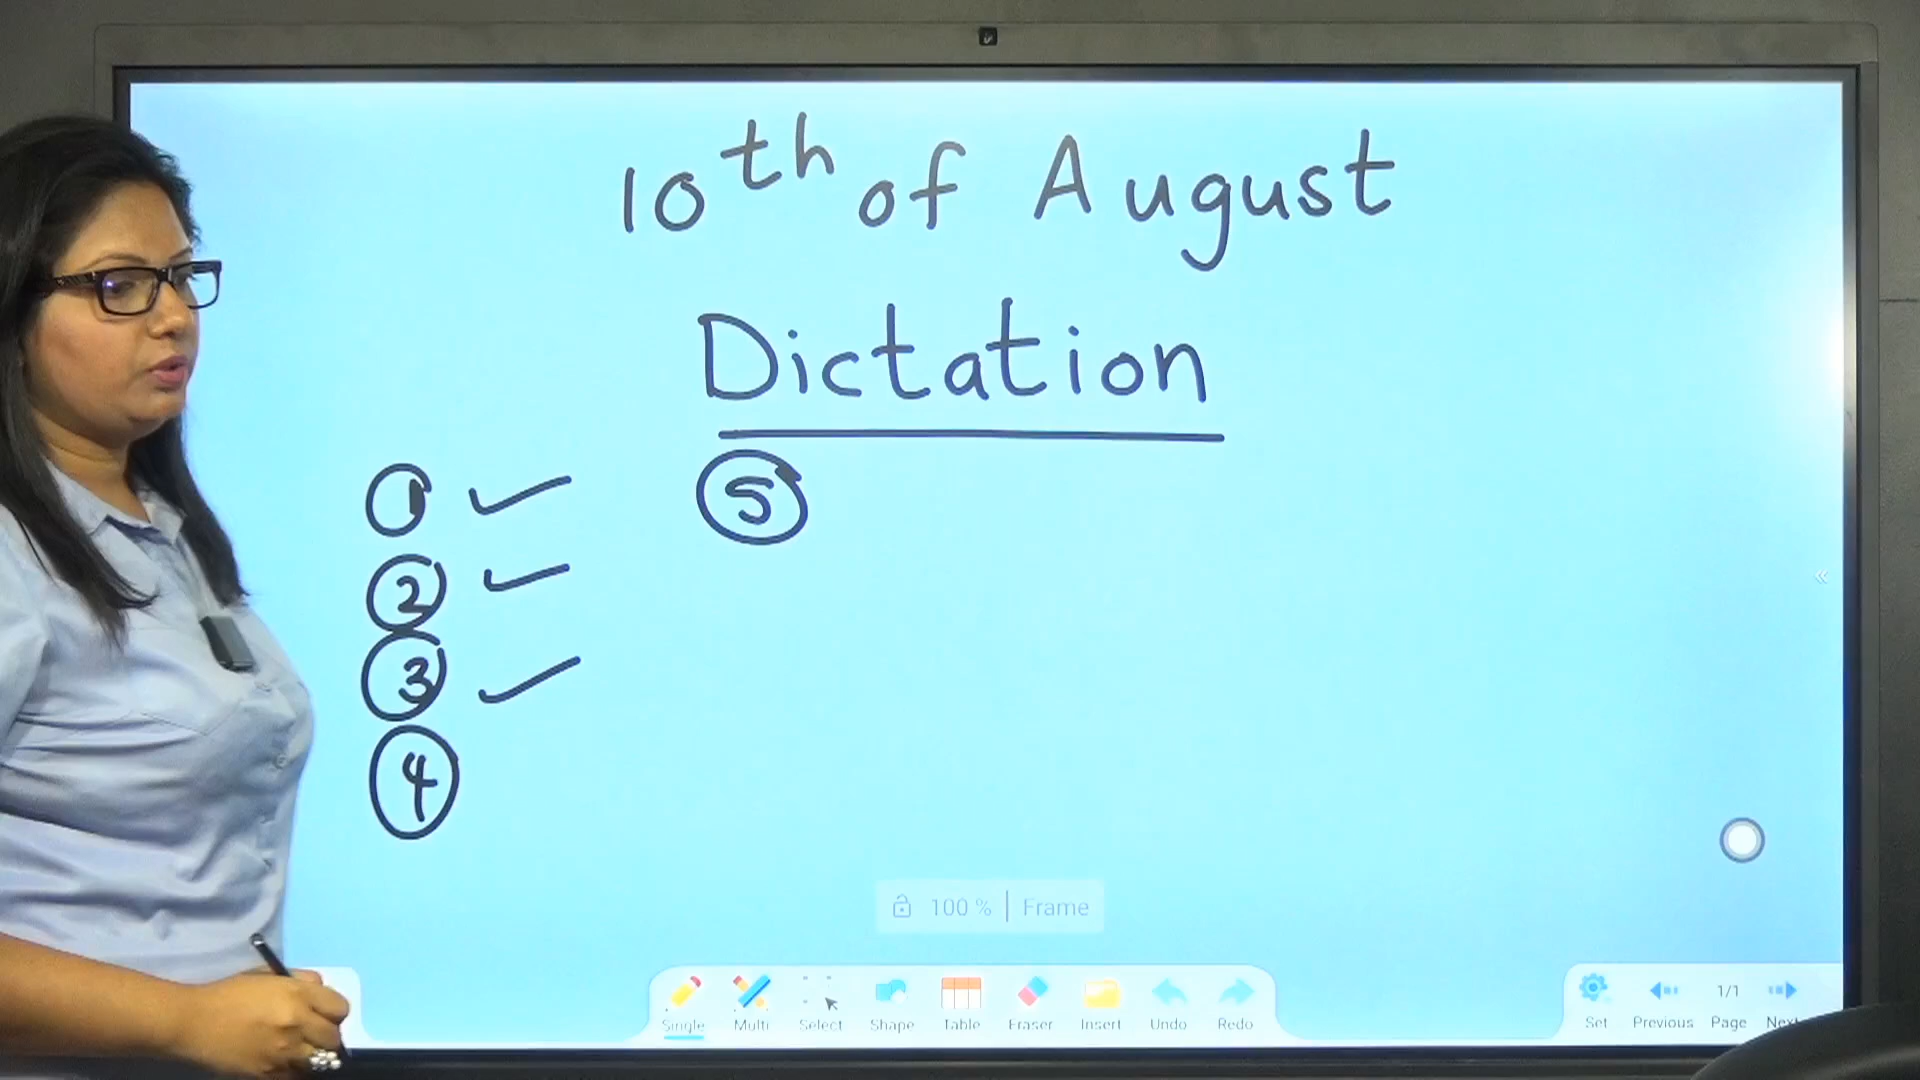 10th of August
Dictation
① ✓
② ✓
③ ✓
④
⑤
100 % | Frame
Single Multi Select Shape Table Eraser Insert Undo Redo
Set Previous 1/1 Page Next